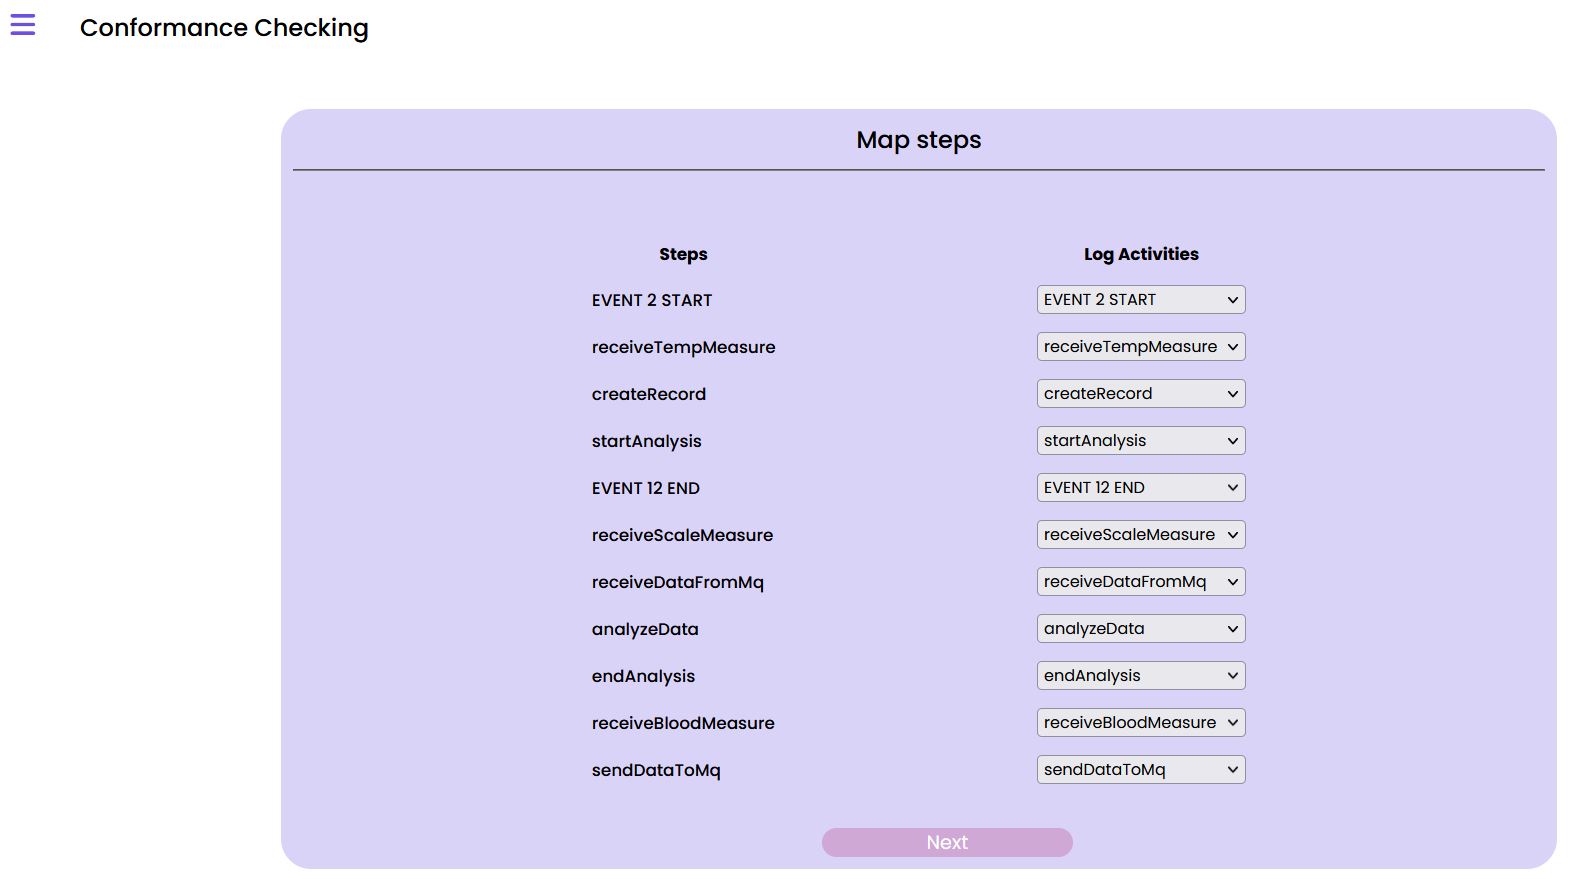 Conformance Checking
Map steps
Steps Log Activities
EVENT 2 START EVENT 2 START
receiveTempMeasure receiveTempMeasure
createRecord createRecord
startAnalysis startAnalysis
EVENT 12 END EVENT 12 END
receiveScaleMeasure receiveScaleMeasure
receiveDataFromMq receiveDataFromMq
analyzeData analyzeData
endAnalysis endAnalysis
receiveBloodMeasure receiveBloodMeasure
sendDataToMq sendDataToMq
Next